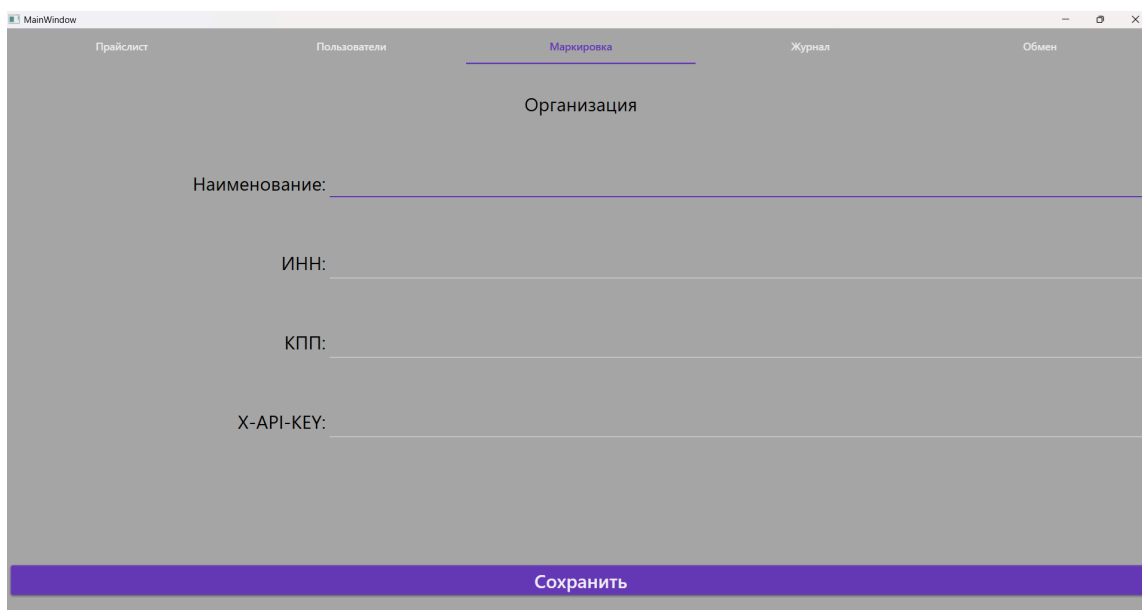 MainWindow
Прайслист Пользователи Маркировка Журнал Обмен
Организация
Наименование:
ИНН:
КПП:
X-API-KEY:
Сохранить